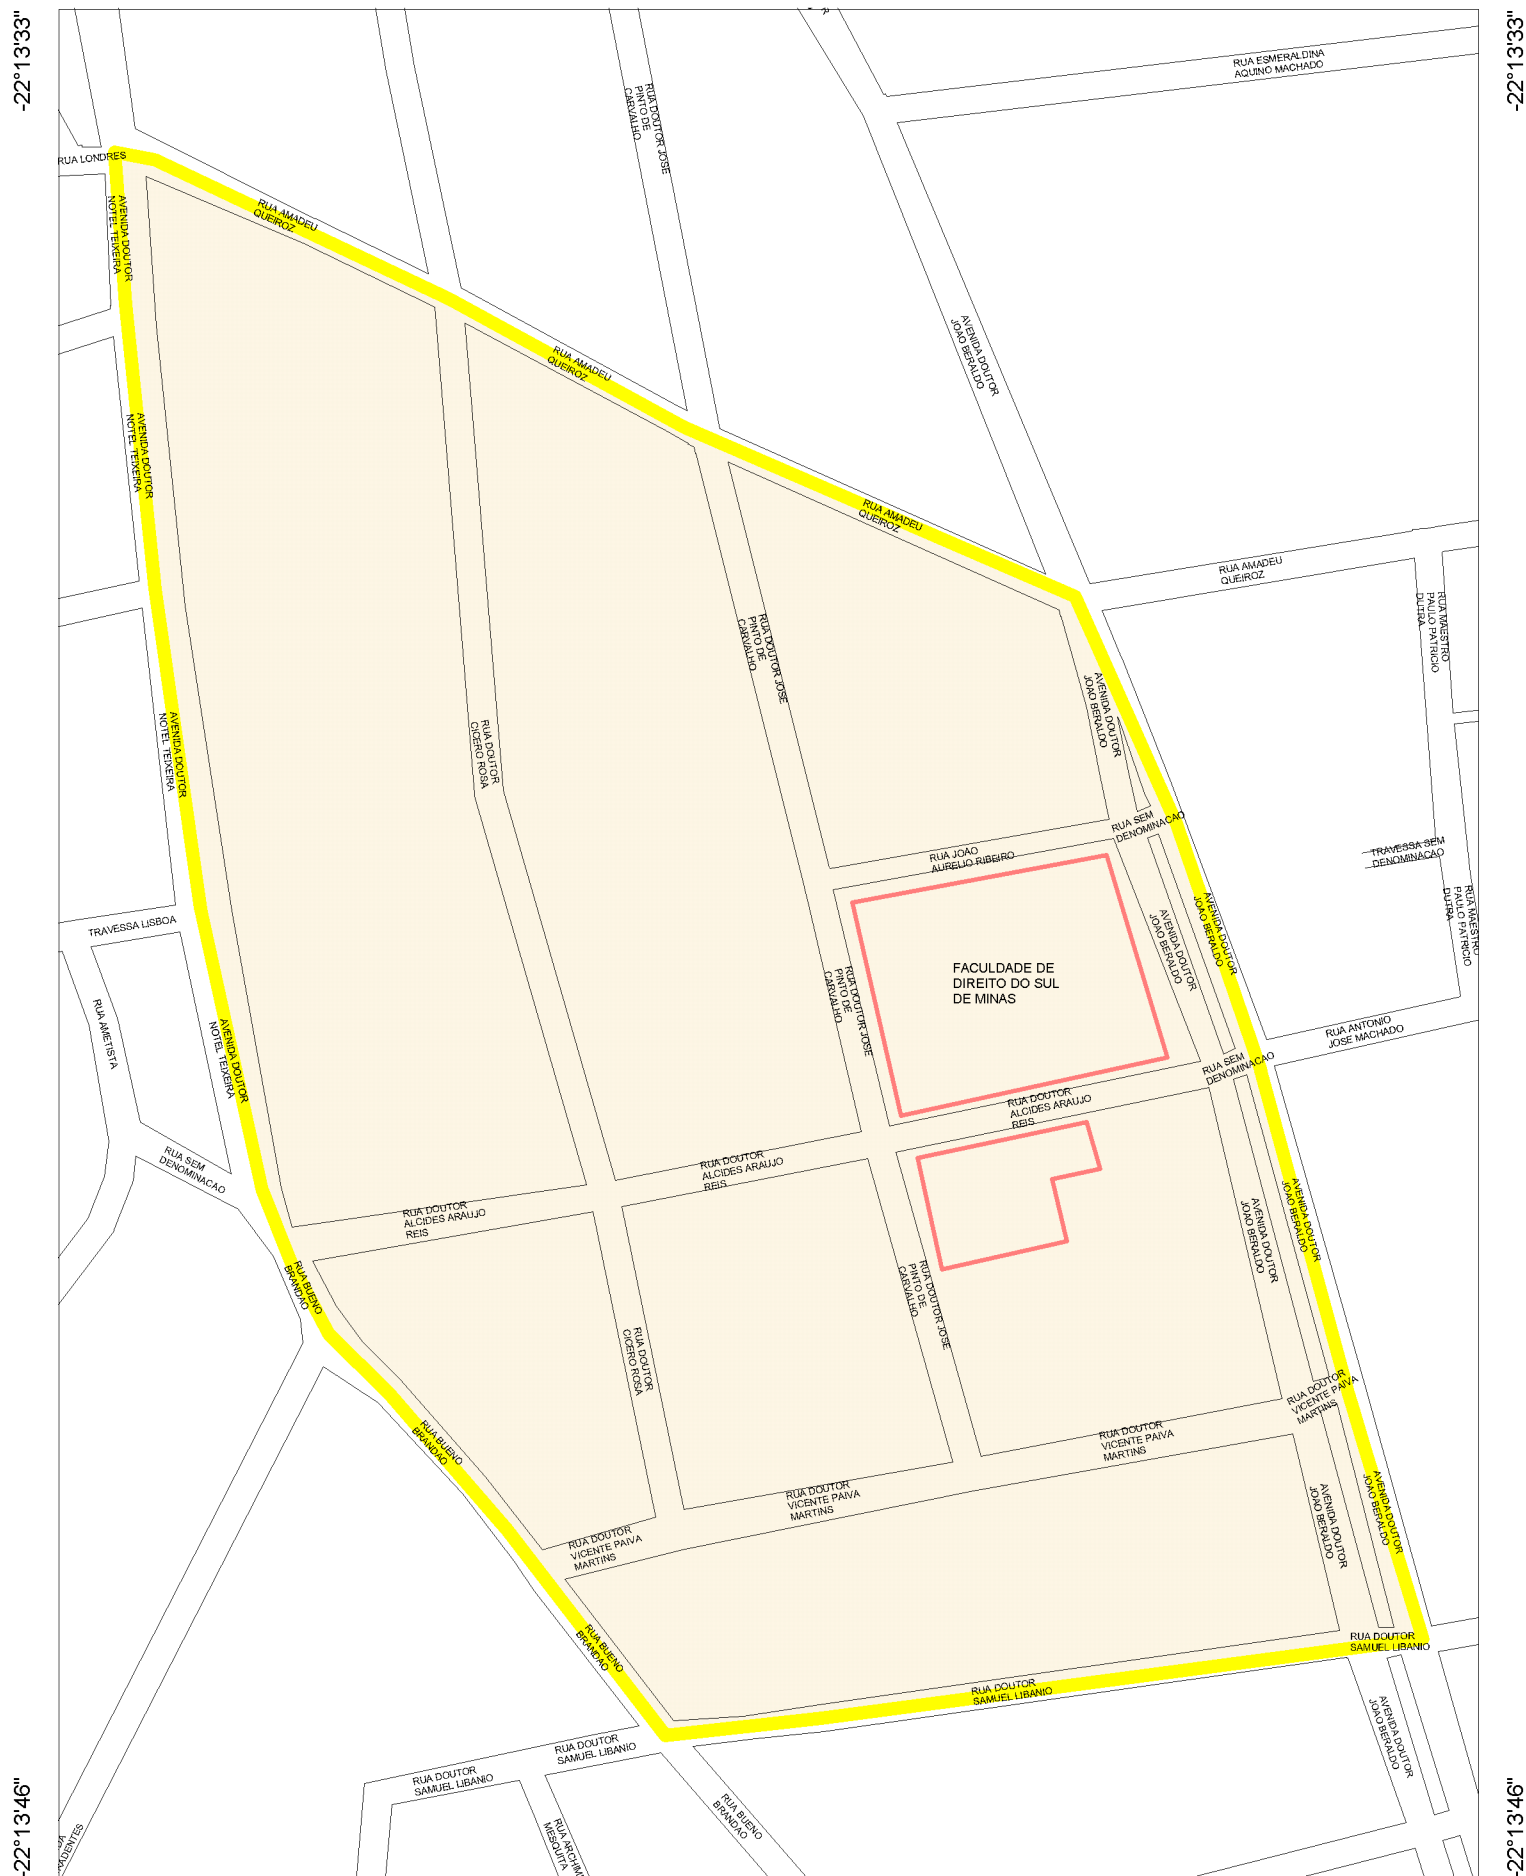 -22°13'33"
-22°13'33"
RUA ESMERALDINA
AQUINO MACHADO
RUA DOUTOR JOSE
PINTO DE
CARVALHO
RUA LONDRES
AVENIDA DOUTOR
NOTEL TEIXEIRA
RUA AMADEU
QUEIROZ
AVENIDA DOUTOR
JOAO BERALDO
RUA AMADEU
QUEIROZ
AVENIDA DOUTOR
NOTEL TEIXEIRA
RUA AMADEU
QUEIROZ
RUA AMADEU
QUEIROZ
RUA MAESTRO
PAULO PATRICIO
DUTRA
RUA DOUTOR JOSE
PINTO DE
CARVALHO
AVENIDA DOUTOR
JOAO BERALDO
AVENIDA DOUTOR
NOTEL TEIXEIRA
RUA DOUTOR
CICERO ROSA
RUA SEM
DENOMINACAO
RUA JOAO
AURELIO RIBEIRO
TRAVESSA SEM
DENOMINACAO
RUA MAESTRO
PAULO PATRICIO
DUTRA
TRAVESSA LISBOA
AVENIDA DOUTOR
JOAO BERALDO
AVENIDA DOUTOR
JOAO BERALDO
FACULDADE DE
DIREITO DO SUL
DE MINAS
RUA DOUTOR JOSE
PINTO DE
CARVALHO
RUA AMETISTA
AVENIDA DOUTOR
NOTEL TEIXEIRA
RUA ANTONIO
JOSE MACHADO
RUA SEM
DENOMINACAO
RUA DOUTOR
ALCIDES ARAUJO
REIS
RUA SEM
DENOMINACAO
RUA DOUTOR
ALCIDES ARAUJO
REIS
RUA DOUTOR
ALCIDES ARAUJO
REIS
AVENIDA DOUTOR
JOAO BERALDO
AVENIDA DOUTOR
JOAO BERALDO
RUA BUENO
BRANDAO
RUA DOUTOR JOSE
PINTO DE
CARVALHO
RUA DOUTOR
CICERO ROSA
RUA DOUTOR
VICENTE PAIVA
MARTINS
RUA BUENO
BRANDAO
RUA DOUTOR
VICENTE PAIVA
MARTINS
RUA DOUTOR
VICENTE PAIVA
MARTINS
AVENIDA DOUTOR
JOAO BERALDO
AVENIDA DOUTOR
JOAO BERALDO
RUA DOUTOR
VICENTE PAIVA
MARTINS
RUA BUENO
BRANDAO
RUA DOUTOR
SAMUEL LIBANIO
RUA DOUTOR
SAMUEL LIBANIO
AVENIDA DOUTOR
JOAO BERALDO
RUA DOUTOR
SAMUEL LIBANIO
RUA DOUTOR
SAMUEL LIBANIO
RUA BUENO
BRANDAO
RUA ARCHIM
MESQUITA
ADENTES
-22°13'46"
-22°13'46"